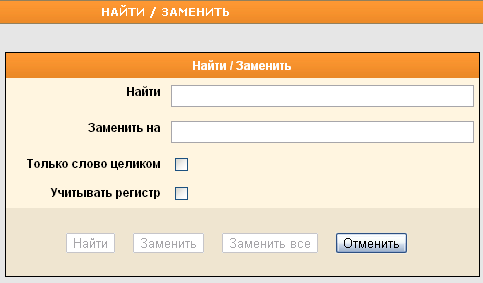 НАЙТИ / ЗАМЕНИТЬ
Найти / Заменить
Найти
Заменить на
Только слово целиком
Учитывать регистр
Найти Заменить Заменить все Отменить